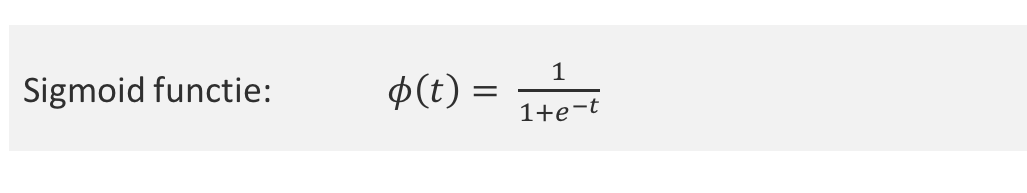 Sigmoid functie: ϕ(t) = 1/(1+e^−t)